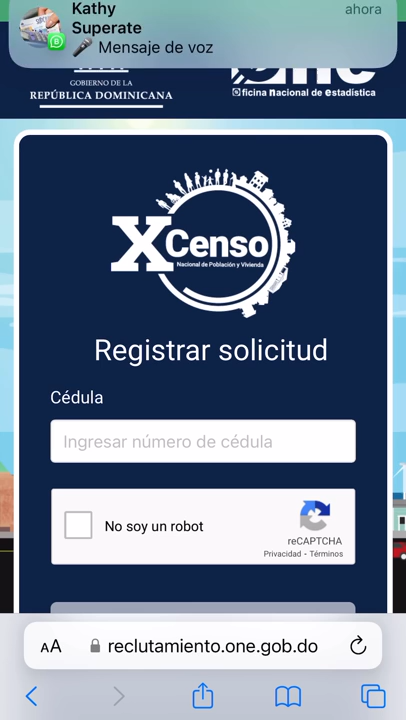 Kathy
ahora
Superate
Mensaje de voz
GOBIERNO DE LA
REPÚBLICA DOMINICANA
Oficina nacional de estadística
X Censo
Nacional de Población y Vivienda
Registrar solicitud
Cédula
Ingresar número de cédula
No soy un robot
reCAPTCHA
Privacidad - Términos
AA reclutamiento.one.gob.do